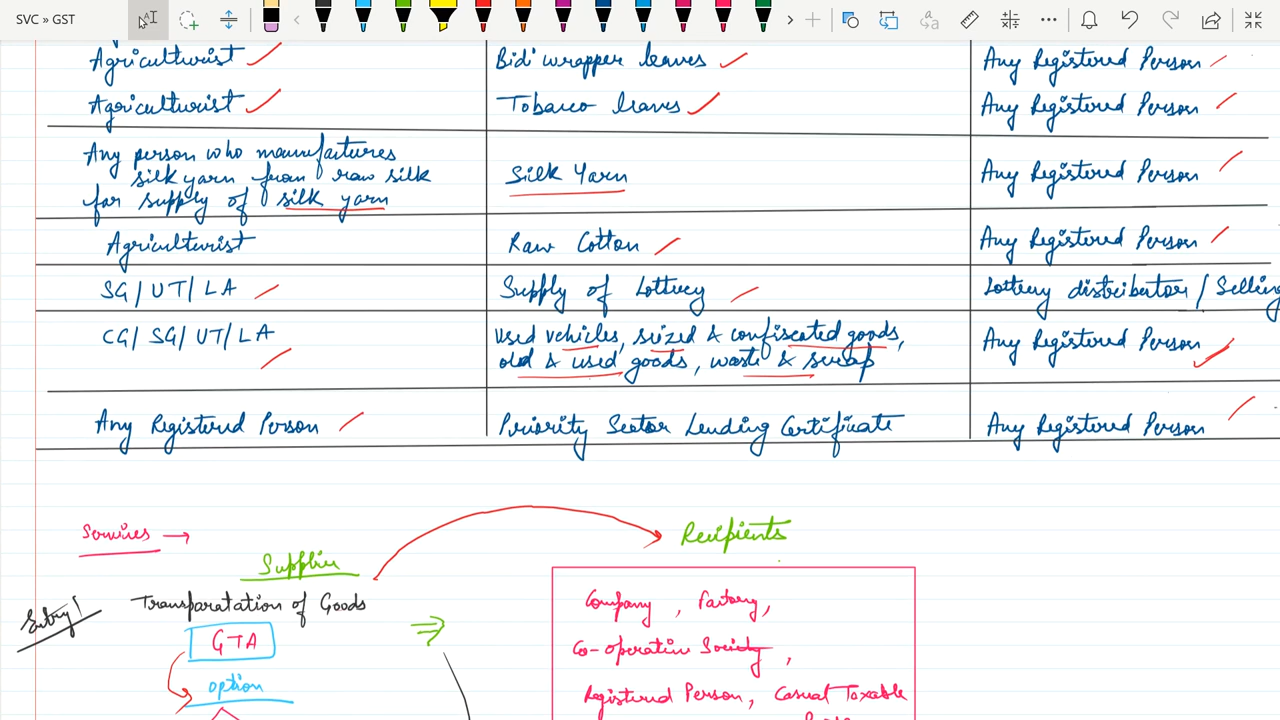 SVC » GST
Agriculturist Bidi wrapper leaves Any Registered Person
Agriculturist Tobacco leaves Any Registered Person
Any person who manufactures
silk yarn from raw silk
for supply of silk yarn
Silk Yarn
Any Registered Person
Agriculturist Raw Cotton Any Registered Person
SG/ UT/ LA Supply of Lottery Lottery distributor / Selling
CG/ SG/ UT/ LA
Used vehicles, seized & confiscated goods,
old & used goods, waste & scrap
Any Registered Person
Any Registered Person Priority Sector Lending Certificate Any Registered Person
Services →
Supplier
Recipients
Entry 1
Transportation of Goods
GTA
option
Company, Factory,
Co-operative Society,
Registered Person, Casual Taxable